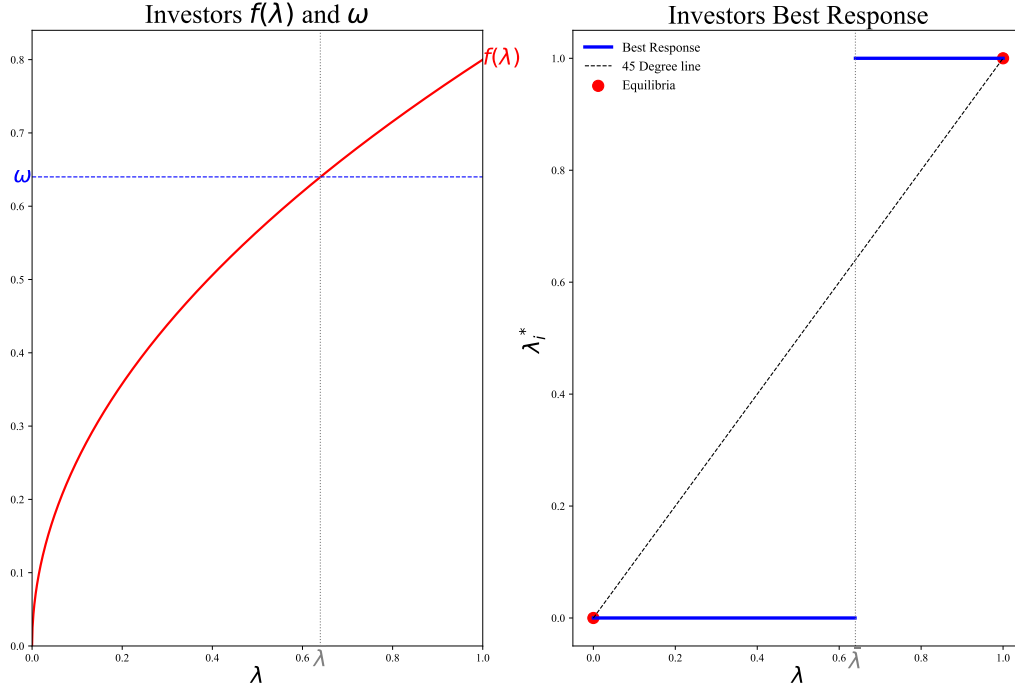 Investors f(λ) and ω
f(λ)
ω
0.8
0.7
0.6
0.5
0.4
0.3
0.2
0.1
0.0
0.0 0.2 0.4 0.6 0.8 1.0
λ̄
λ
Investors Best Response
Best Response
45 Degree line
Equilibria
λᵢ*
1.0
0.8
0.6
0.4
0.2
0.0
0.0 0.2 0.4 0.6 0.8 1.0
λ̄
λ